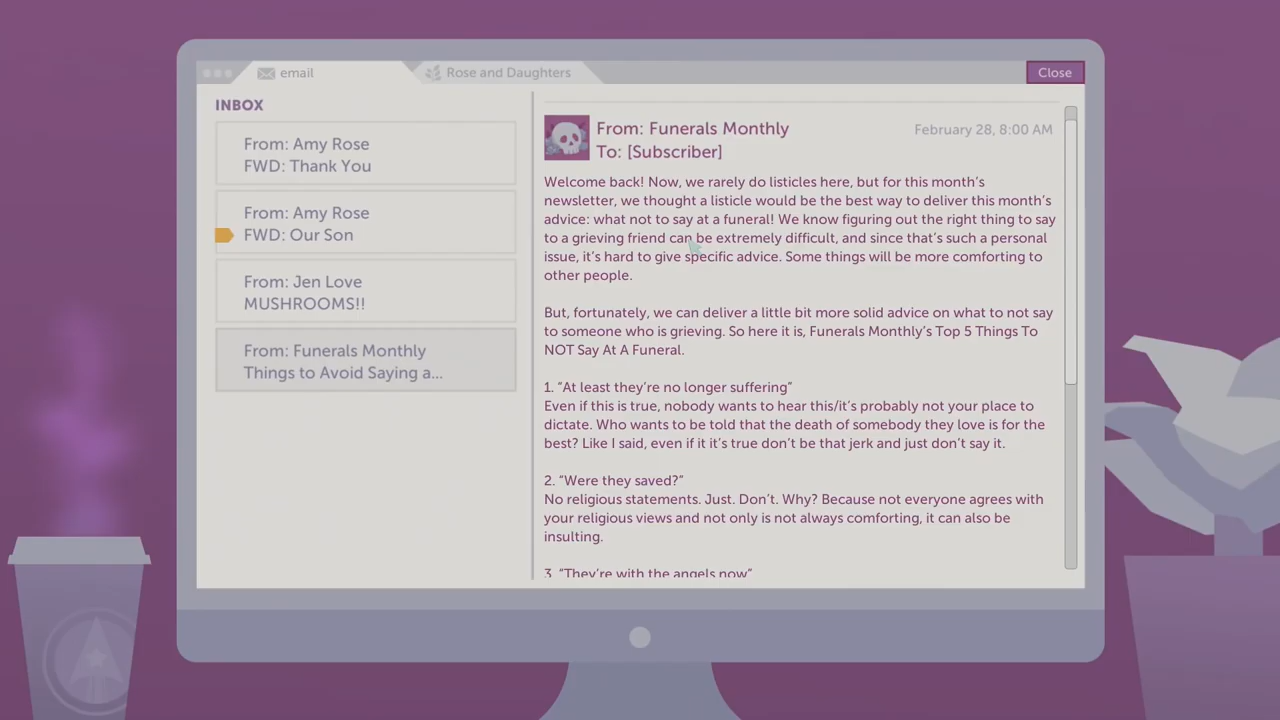 email
Rose and Daughters
Close
INBOX
From: Amy Rose
FWD: Thank You
From: Amy Rose
FWD: Our Son
From: Jen Love
MUSHROOMS!!
From: Funerals Monthly
Things to Avoid Saying a...
From: Funerals Monthly
February 28, 8:00 AM
To: [Subscriber]
Welcome back! Now, we rarely do listicles here, but for this month's
newsletter, we thought a listicle would be the best way to deliver this month's
advice: what not to say at a funeral! We know figuring out the right thing to say
to a grieving friend can be extremely difficult, and since that's such a personal
issue, it's hard to give specific advice. Some things will be more comforting to
other people.
But, fortunately, we can deliver a little bit more solid advice on what to not say
to someone who is grieving. So here it is, Funerals Monthly's Top 5 Things To
NOT Say At A Funeral.
1. "At least they're no longer suffering"
Even if this is true, nobody wants to hear this/it's probably not your place to
dictate. Who wants to be told that the death of somebody they love is for the
best? Like I said, even if it it's true don't be that jerk and just don't say it.
2. "Were they saved?"
No religious statements. Just. Don't. Why? Because not everyone agrees with
your religious views and not only is not always comforting, it can also be
insulting.
3. "They're with the angels now"